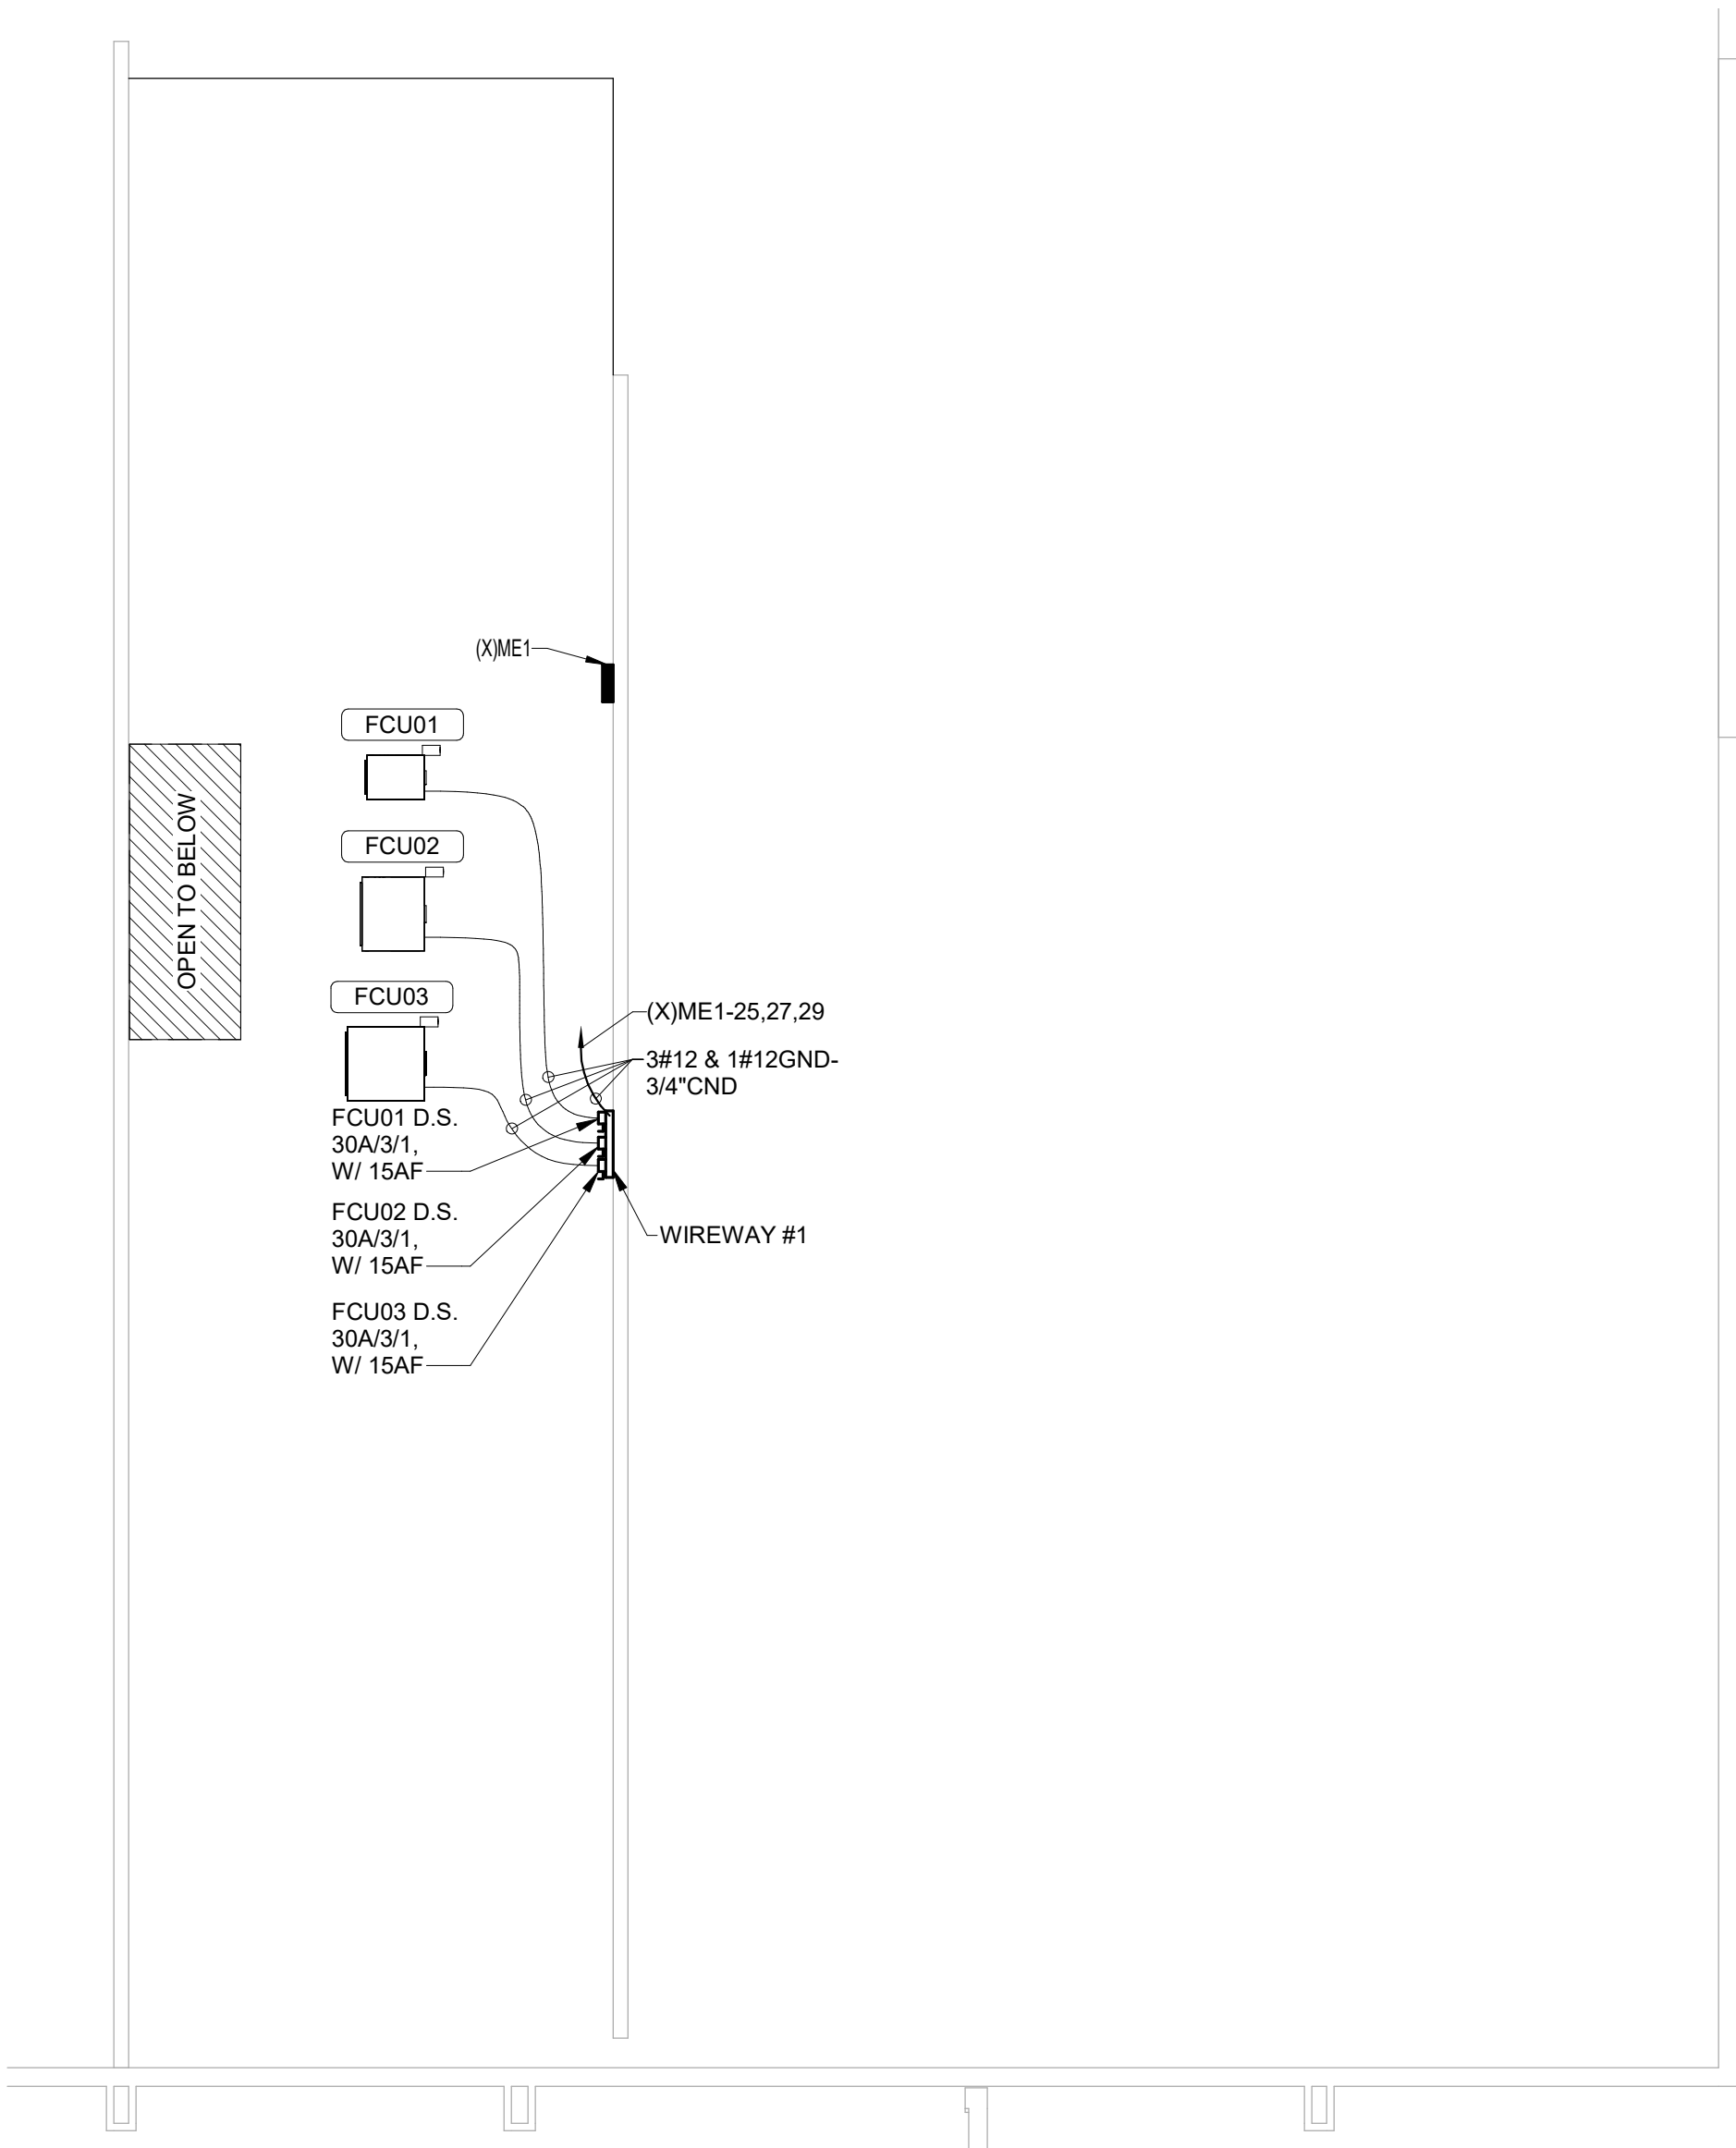 (X)ME1
FCU01
FCU02
OPEN TO BELOW
FCU03
(X)ME1-25,27,29
3#12 & 1#12GND-
3/4"CND
FCU01 D.S.
30A/3/1,
W/ 15AF
FCU02 D.S.
30A/3/1,
W/ 15AF
WIREWAY #1
FCU03 D.S.
30A/3/1,
W/ 15AF